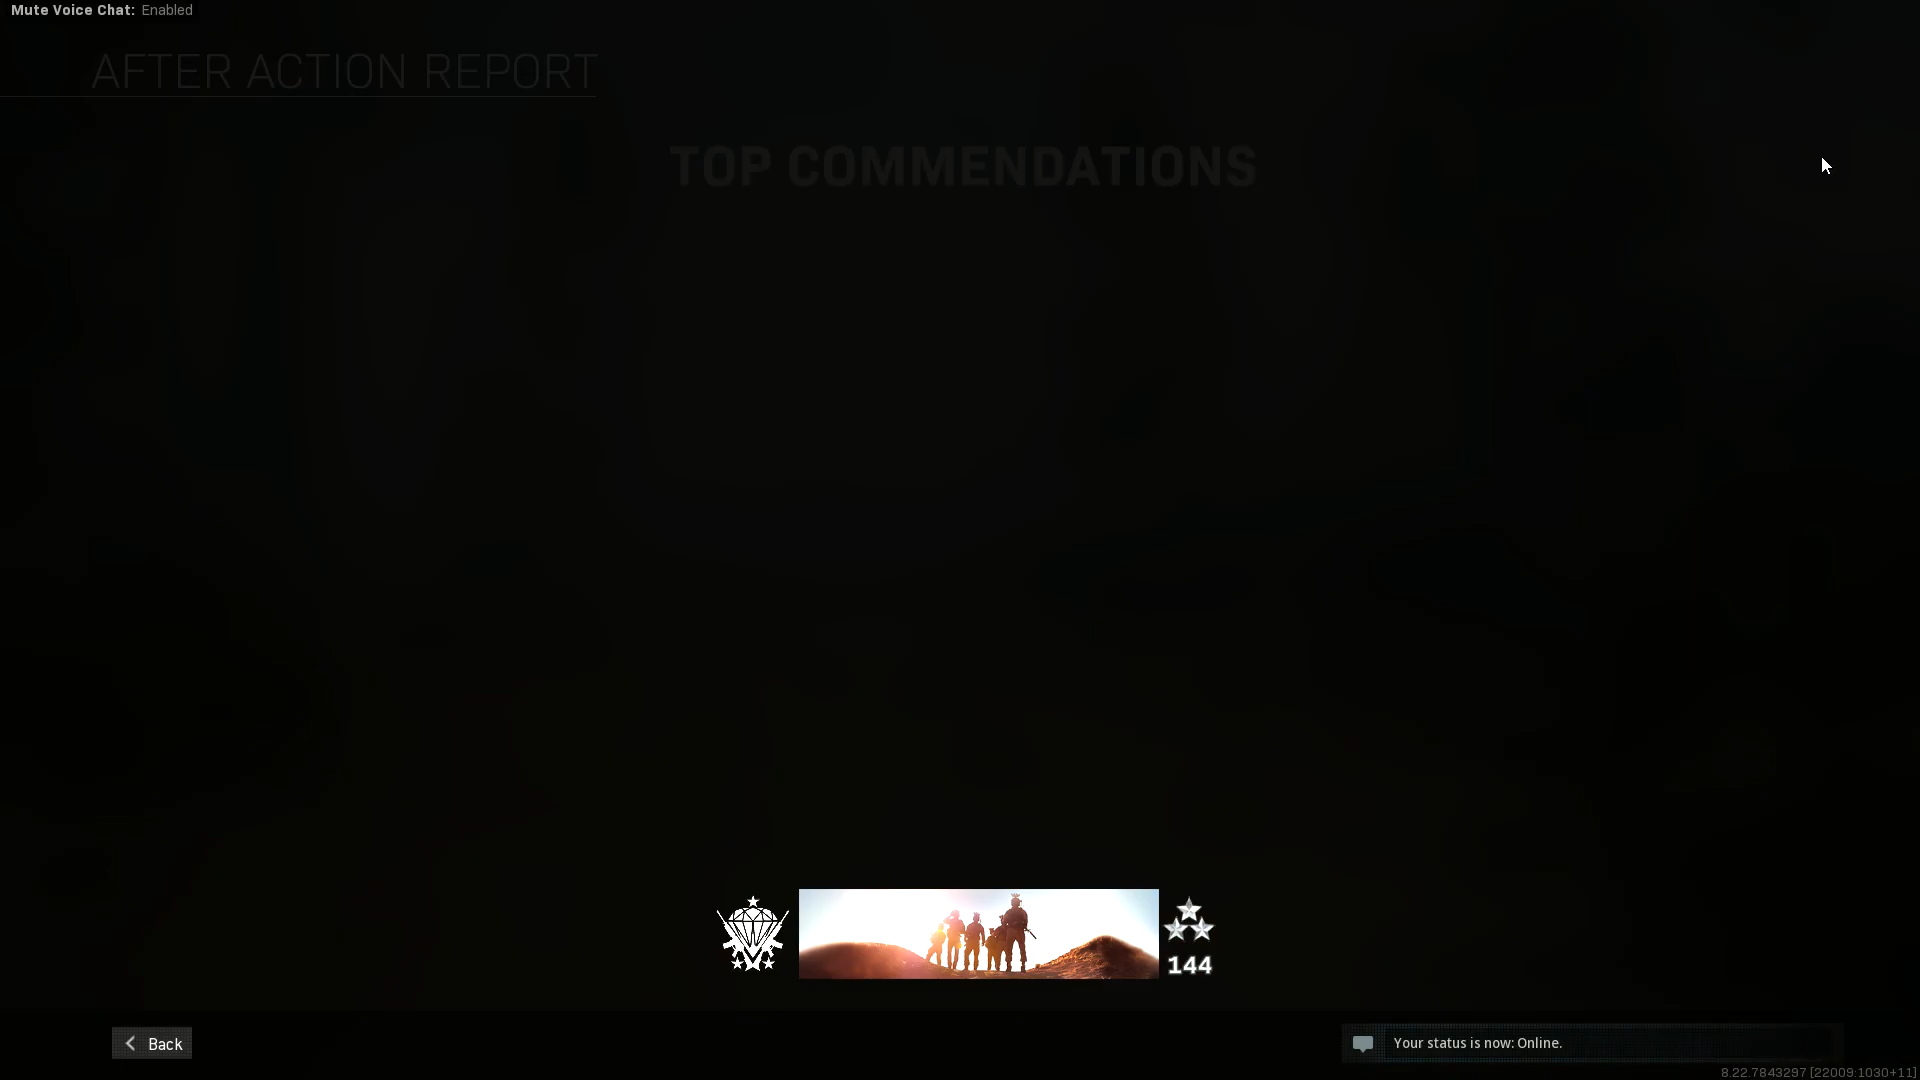 Mute Voice Chat: Enabled
AFTER ACTION REPORT
TOP COMMENDATIONS
144
Back
Your status is now: Online.
8.22.7843297 [22009:1030+11]